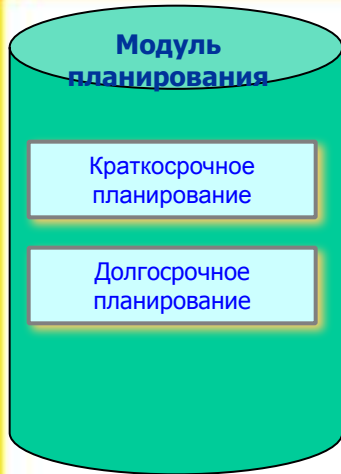 Модуль
планирования
Краткосрочное
планирование
Долгосрочное
планирование